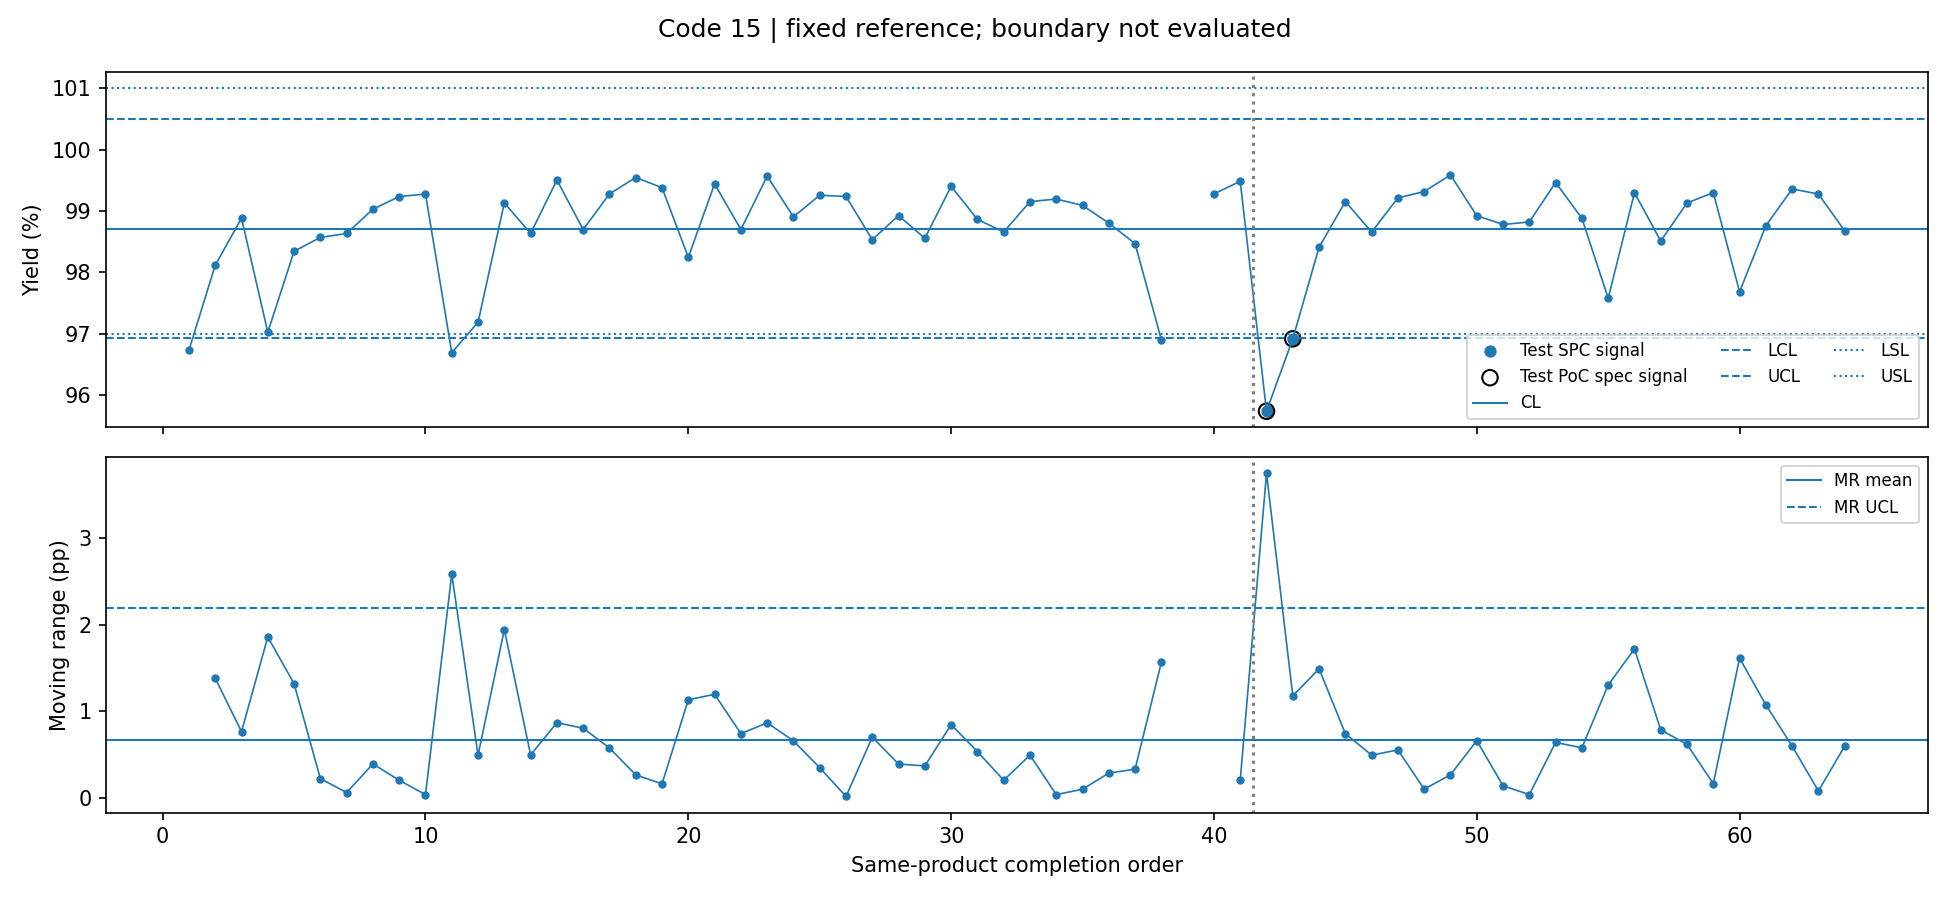 Code 15 | fixed reference; boundary not evaluated
101
100
99
98
97
96
Yield (%)
Test SPC signal
Test PoC spec signal
CL
LCL
UCL
LSL
USL
3
2
1
0
Moving range (pp)
MR mean
MR UCL
0 10 20 30 40 50 60
Same-product completion order